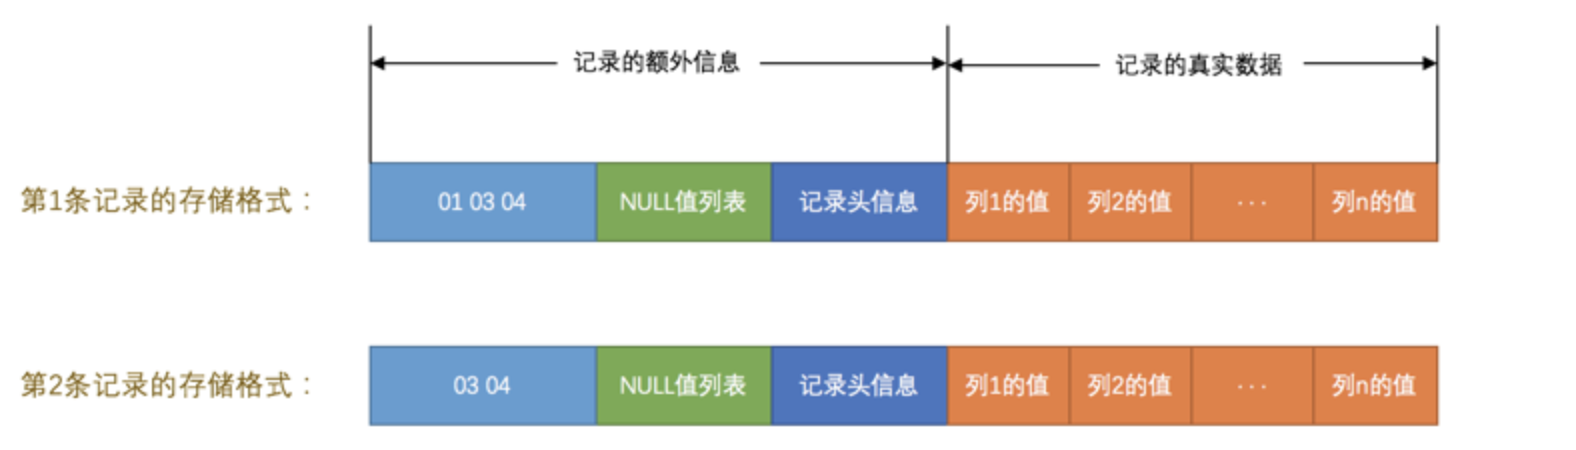 记录的额外信息 记录的真实数据
第1条记录的存储格式： 01 03 04 NULL值列表 记录头信息 列1的值 列2的值 ... 列n的值
第2条记录的存储格式： 03 04 NULL值列表 记录头信息 列1的值 列2的值 ... 列n的值